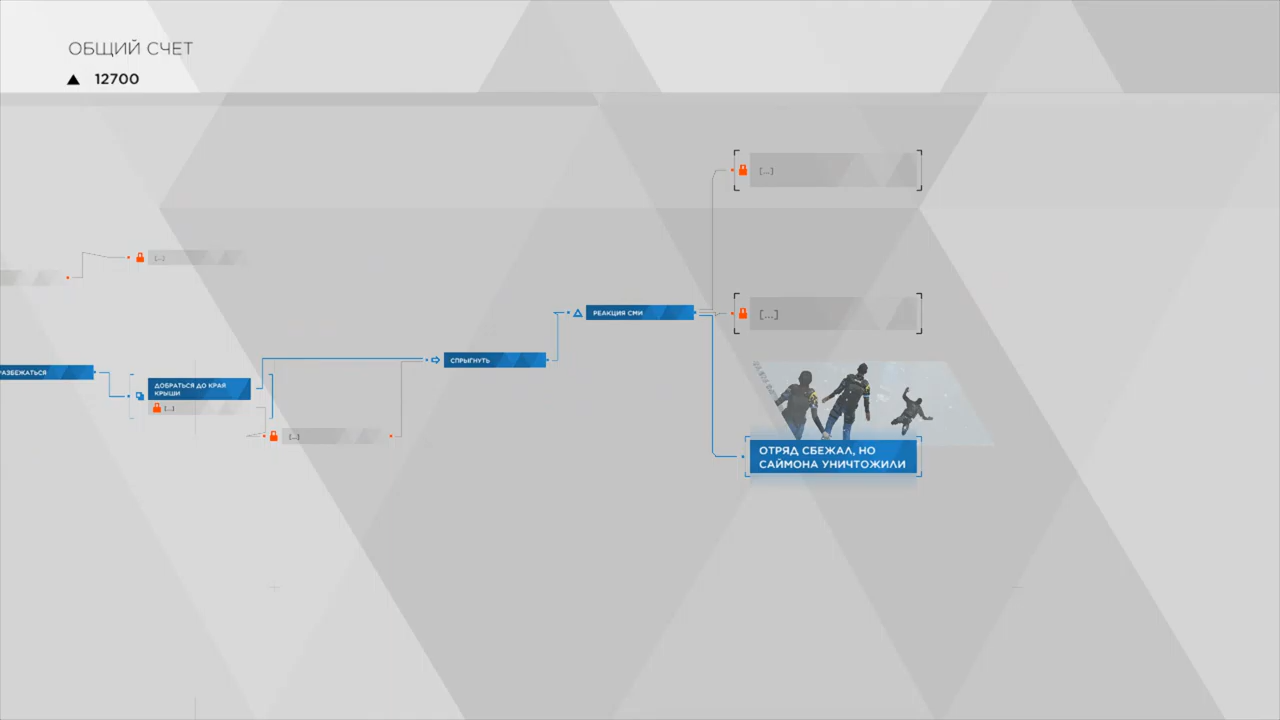 ОБЩИЙ СЧЕТ
12700
[...]
[...]
[...]
РЕАКЦИЯ СМИ
СПРЫГНУТЬ
РАЗБЕЖАТЬСЯ
ДОБРАТЬСЯ ДО КРАЯ
КРЫШИ
[...]
[...]
ОТРЯД СБЕЖАЛ, НО
САЙМОНА УНИЧТОЖИЛИ